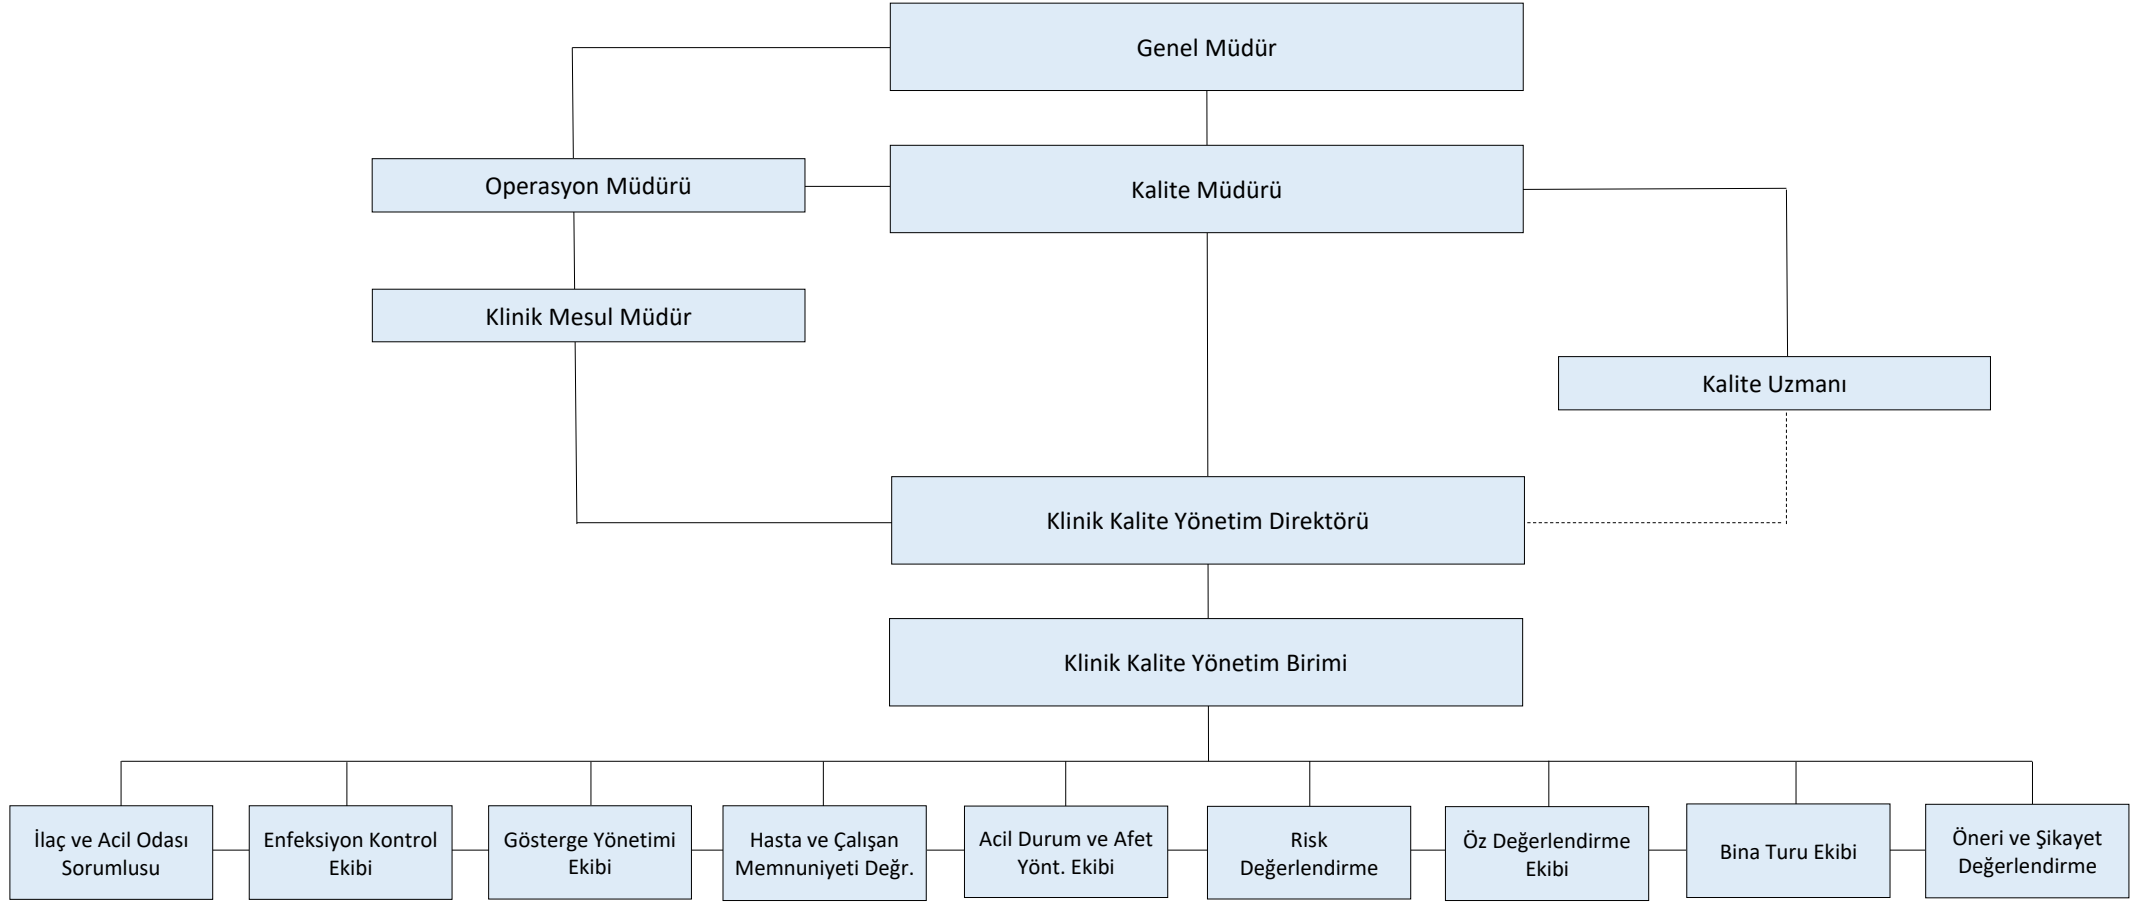 Genel Müdür
Operasyon Müdürü
Kalite Müdürü
Klinik Mesul Müdür
Kalite Uzmanı
Klinik Kalite Yönetim Direktörü
Klinik Kalite Yönetim Birimi
İlaç ve Acil Odası
Sorumlusu
Enfeksiyon Kontrol
Ekibi
Gösterge Yönetimi
Ekibi
Hasta ve Çalışan
Memnuniyeti Değr.
Acil Durum ve Afet
Yönt. Ekibi
Risk
Değerlendirme
Öz Değerlendirme
Ekibi
Bina Turu Ekibi
Öneri ve Şikayet
Değerlendirme